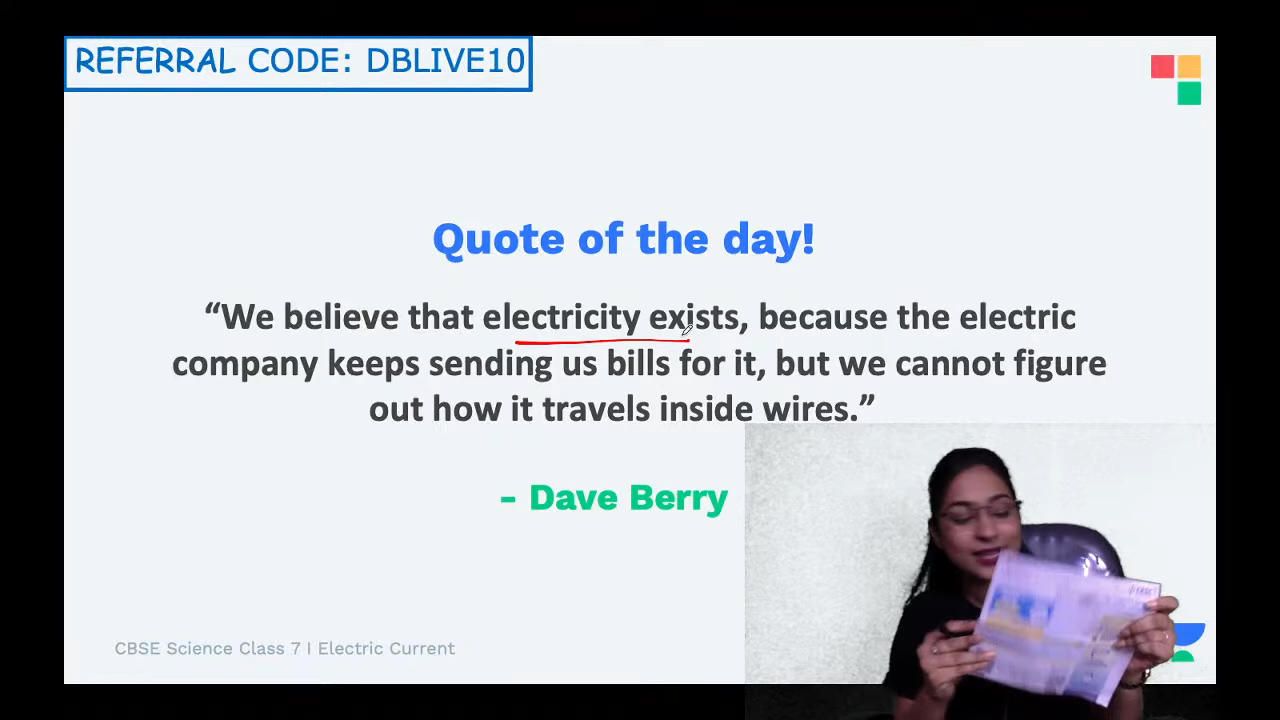 REFERRAL CODE: DBLIVE10
Quote of the day!
“We believe that electricity exists, because the electric
company keeps sending us bills for it, but we cannot figure
out how it travels inside wires.”
- Dave Berry
CBSE Science Class 7 I Electric Current